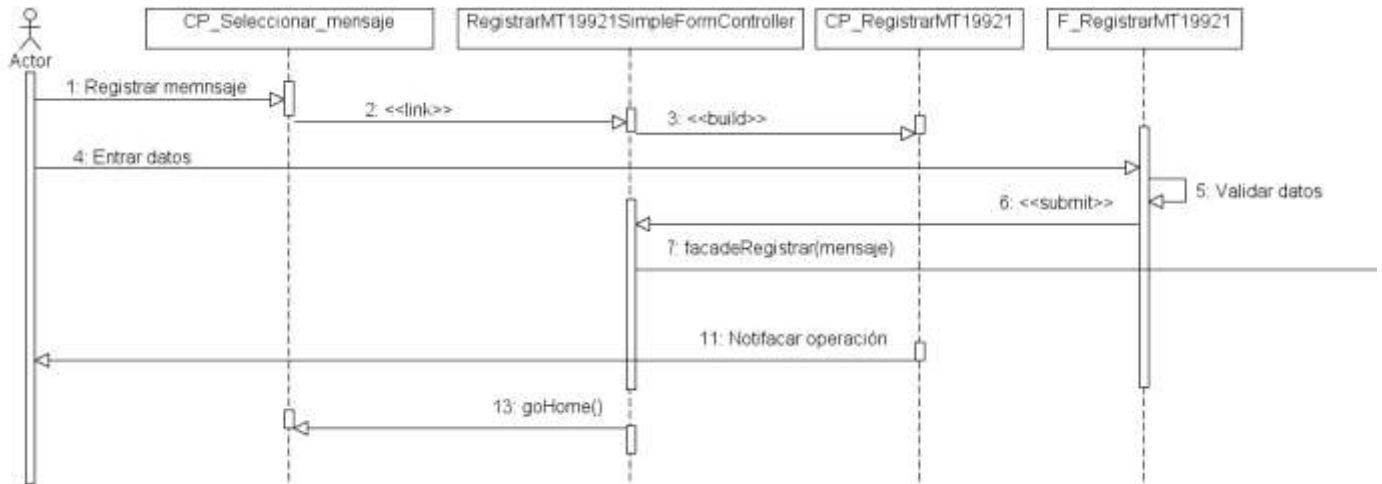 CP_Seleccionar_mensaje
RegistrarMT19921SimpleFormController
CP_RegistrarMT19921
F_RegistrarMT19921
Actor
1: Registrar memnsaje
2: <<link>>
3: <<build>>
4: Entrar datos
5: Validar datos
6: <<submit>>
7: facadeRegistrar(mensaje)
11: Notifacar operación
13: goHome()